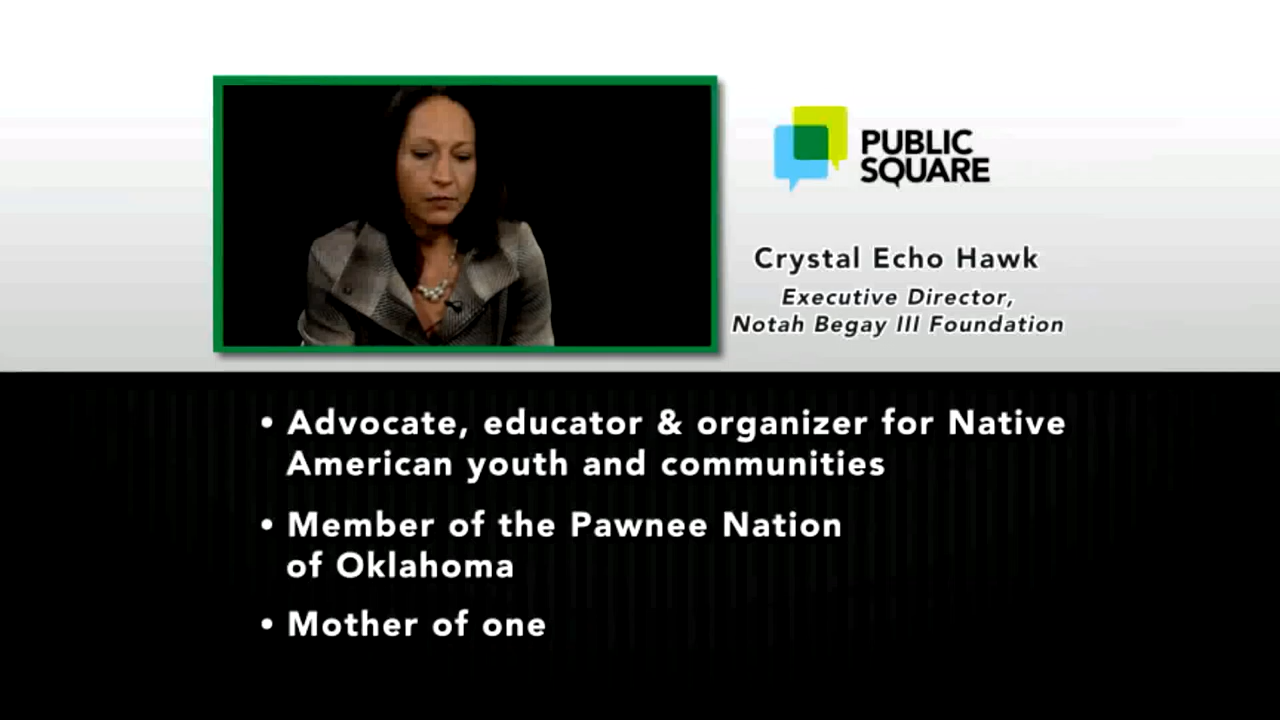 PUBLIC
SQUARE
Crystal Echo Hawk
Executive Director,
Notah Begay III Foundation
• Advocate, educator & organizer for Native
American youth and communities
• Member of the Pawnee Nation
of Oklahoma
• Mother of one